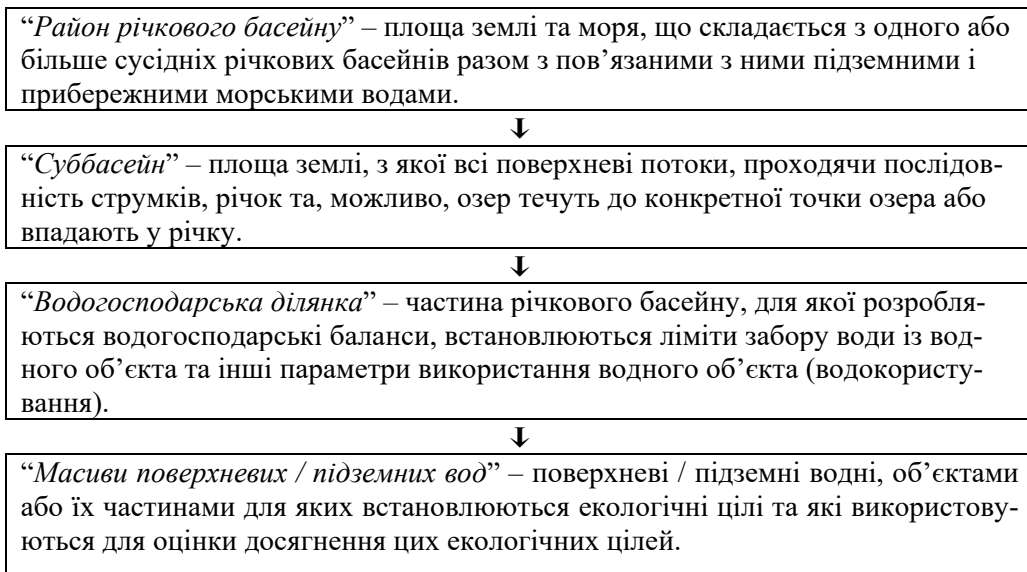 “Район річкового басейну” – площа землі та моря, що складається з одного або
більше сусідніх річкових басейнів разом з пов’язаними з ними підземними і
прибережними морськими водами.
↓
“Суббасейн” – площа землі, з якої всі поверхневі потоки, проходячи послідов-
ність струмків, річок та, можливо, озер течуть до конкретної точки озера або
впадають у річку.
↓
“Водогосподарська ділянка” – частина річкового басейну, для якої розробля-
ються водогосподарські баланси, встановлюються ліміти забору води із вод-
ного об’єкта та інші параметри використання водного об’єкта (водокористу-
вання).
↓
“Масиви поверхневих / підземних вод” – поверхневі / підземні водні, об’єктами
або їх частинами для яких встановлюються екологічні цілі та які використову-
ються для оцінки досягнення цих екологічних цілей.